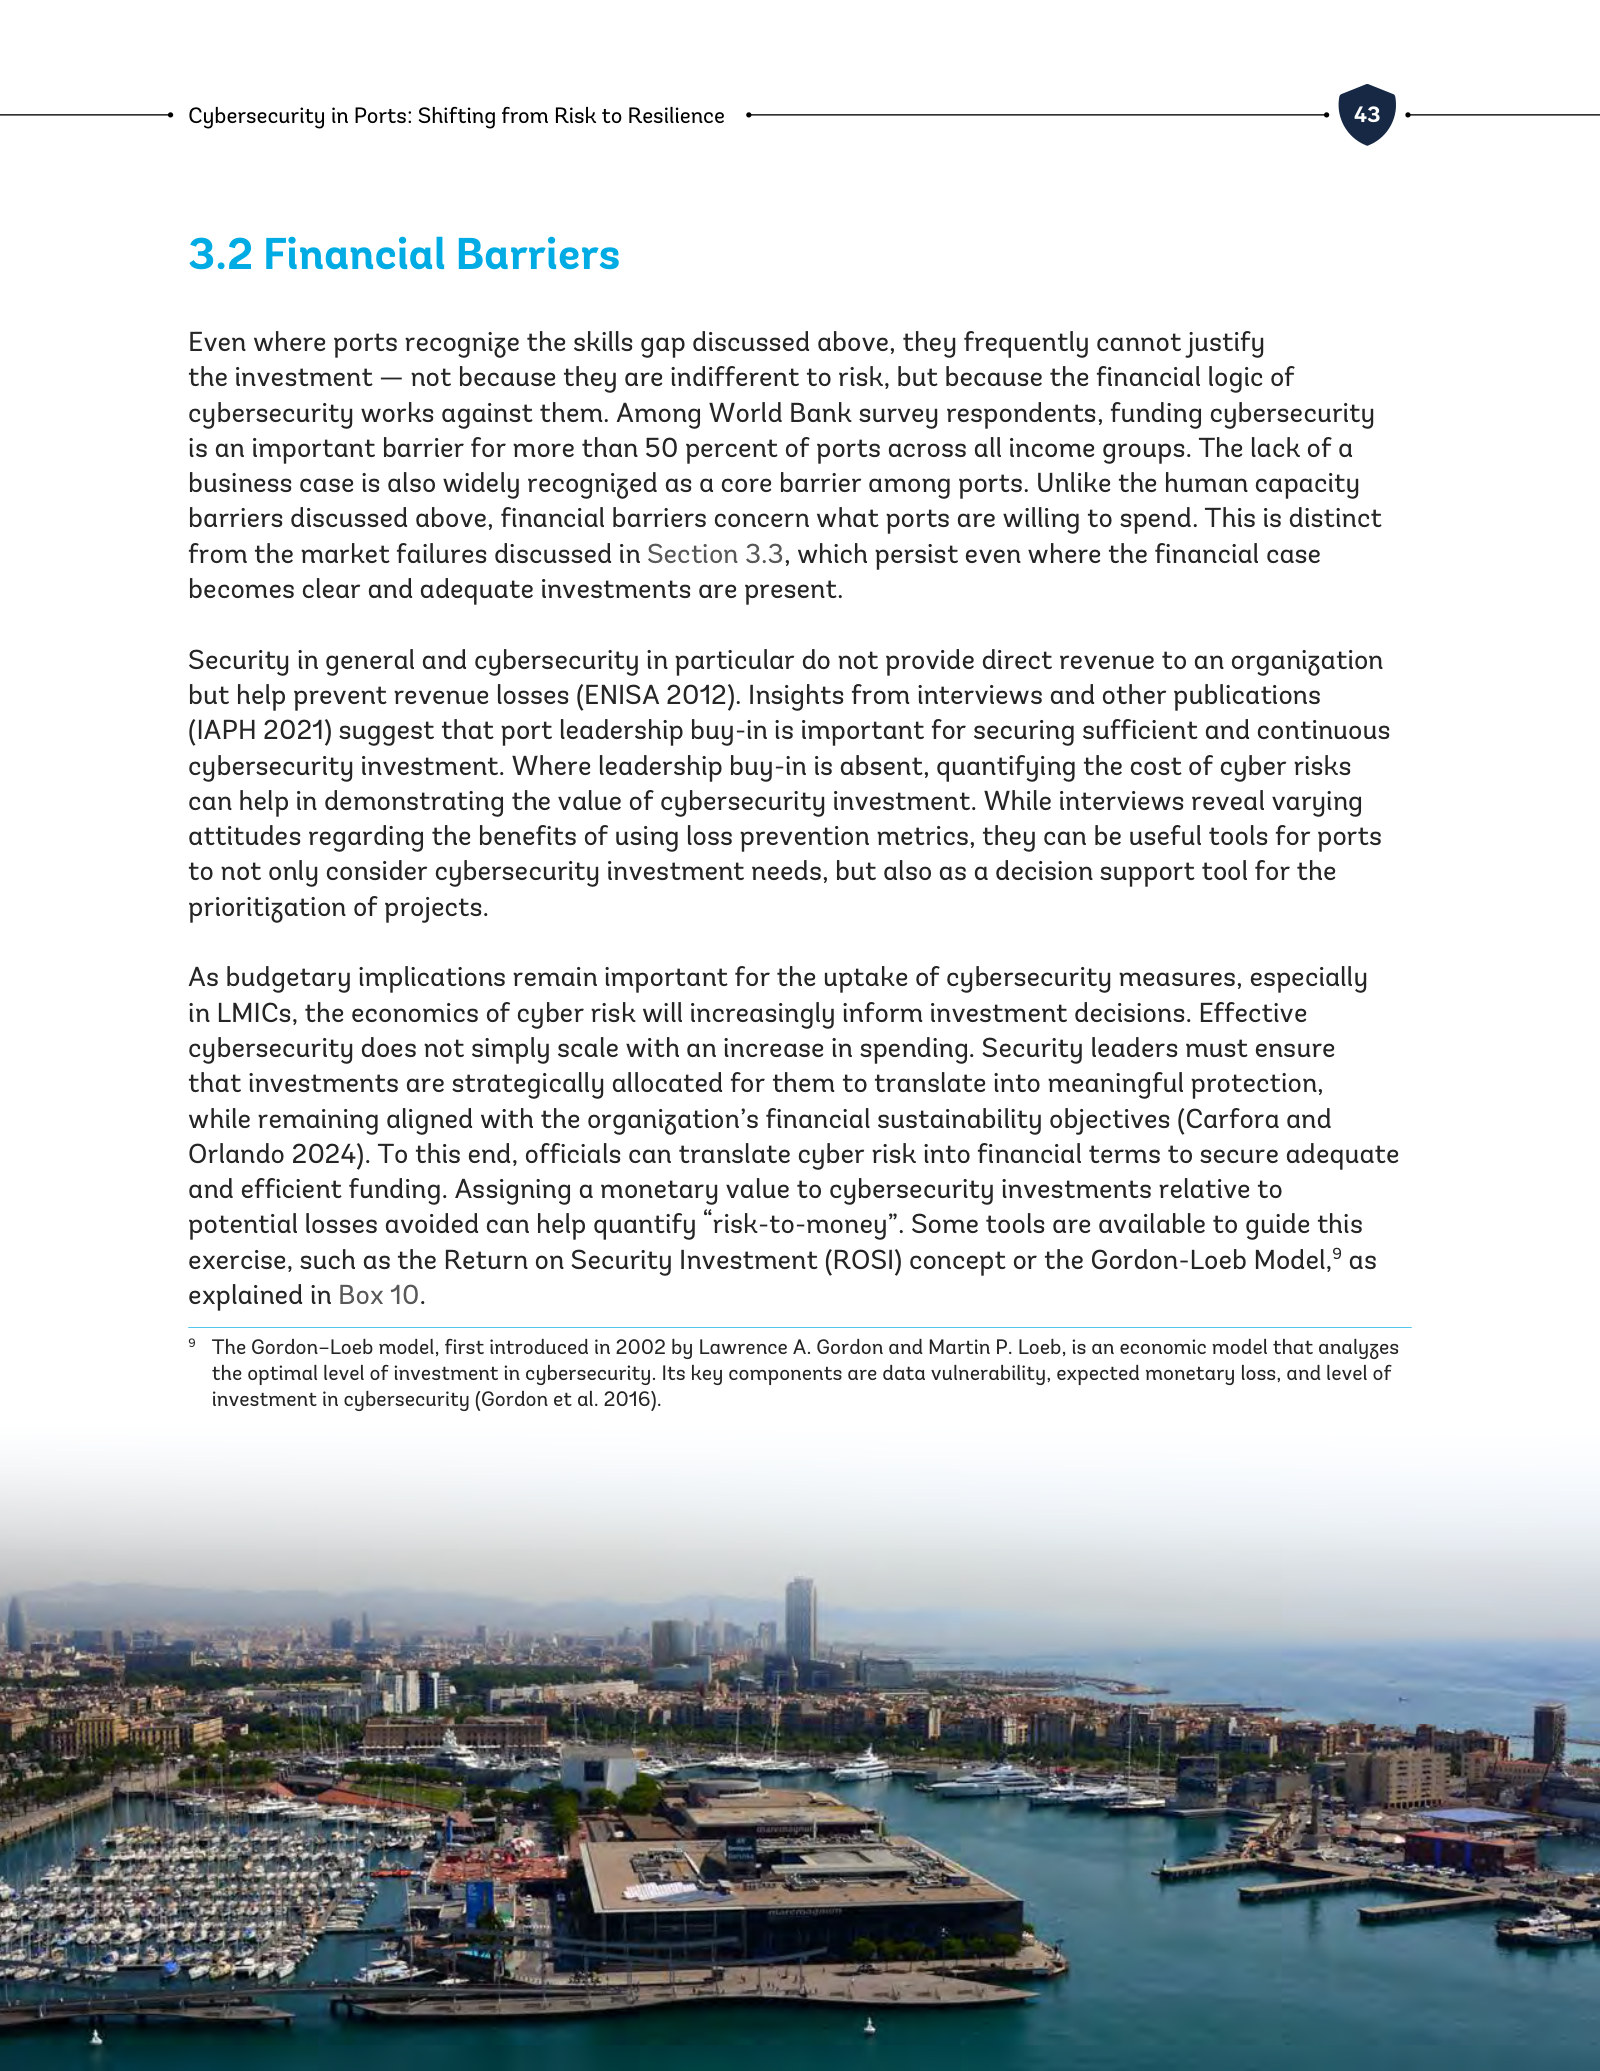 Cybersecurity in Ports: Shifting from Risk to Resilience
43
3.2 Financial Barriers
Even where ports recognize the skills gap discussed above, they frequently cannot justify
the investment — not because they are indifferent to risk, but because the financial logic of
cybersecurity works against them. Among World Bank survey respondents, funding cybersecurity
is an important barrier for more than 50 percent of ports across all income groups. The lack of a
business case is also widely recognized as a core barrier among ports. Unlike the human capacity
barriers discussed above, financial barriers concern what ports are willing to spend. This is distinct
from the market failures discussed in Section 3.3, which persist even where the financial case
becomes clear and adequate investments are present.
Security in general and cybersecurity in particular do not provide direct revenue to an organization
but help prevent revenue losses (ENISA 2012). Insights from interviews and other publications
(IAPH 2021) suggest that port leadership buy-in is important for securing sufficient and continuous
cybersecurity investment. Where leadership buy-in is absent, quantifying the cost of cyber risks
can help in demonstrating the value of cybersecurity investment. While interviews reveal varying
attitudes regarding the benefits of using loss prevention metrics, they can be useful tools for ports
to not only consider cybersecurity investment needs, but also as a decision support tool for the
prioritization of projects.
As budgetary implications remain important for the uptake of cybersecurity measures, especially
in LMICs, the economics of cyber risk will increasingly inform investment decisions. Effective
cybersecurity does not simply scale with an increase in spending. Security leaders must ensure
that investments are strategically allocated for them to translate into meaningful protection,
while remaining aligned with the organization’s financial sustainability objectives (Carfora and
Orlando 2024). To this end, officials can translate cyber risk into financial terms to secure adequate
and efficient funding. Assigning a monetary value to cybersecurity investments relative to
potential losses avoided can help quantify “risk-to-money”. Some tools are available to guide this
exercise, such as the Return on Security Investment (ROSI) concept or the Gordon-Loeb Model,⁹ as
explained in Box 10.
⁹ The Gordon–Loeb model, first introduced in 2002 by Lawrence A. Gordon and Martin P. Loeb, is an economic model that analyzes
the optimal level of investment in cybersecurity. Its key components are data vulnerability, expected monetary loss, and level of
investment in cybersecurity (Gordon et al. 2016).
maremagnum
maremagnum